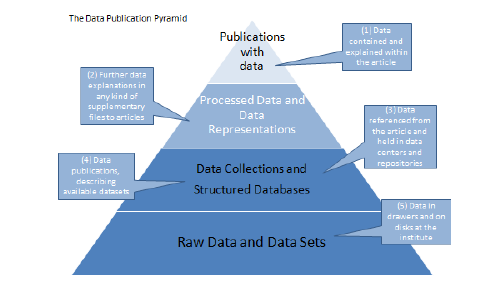 The Data Publication Pyramid
Publications
with
data
(1) Data
contained and
explained within
the article
(2) Further data
explanations in
any kind of
supplementary
files to articles
Processed Data and
Data
Representations
(3) Data
referenced from
the article and
held in data
centers and
repositories
(4) Data
publications,
describing
available datasets
Data Collections and
Structured Databases
(5) Data in
drawers and on
disks at the
institute
Raw Data and Data Sets